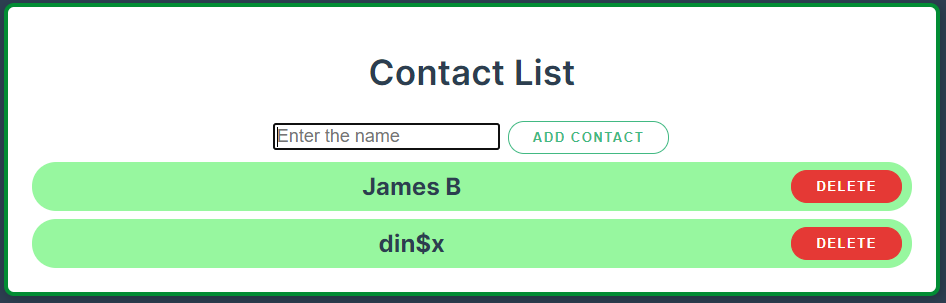 Contact List
Enter the name ADD CONTACT
James B DELETE
din$x DELETE